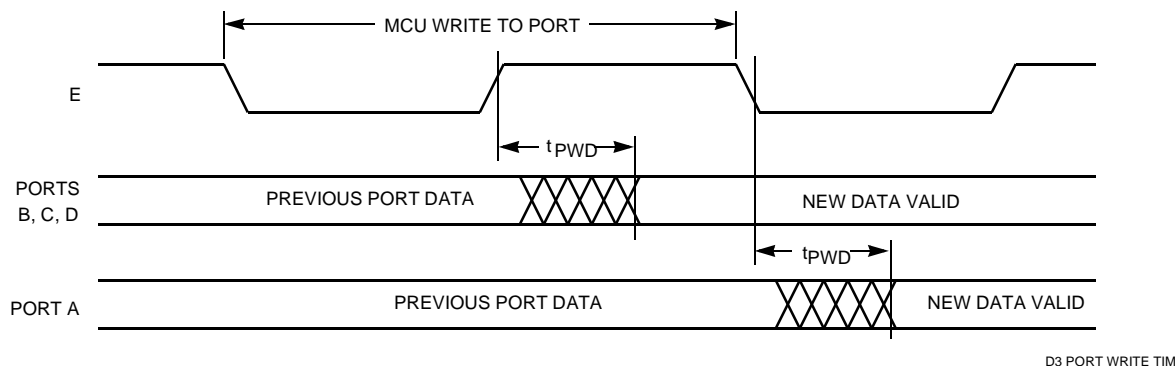 MCU WRITE TO PORT
E
tPWD
PORTS
B, C, D
PREVIOUS PORT DATA
NEW DATA VALID
tPWD
PORT A
PREVIOUS PORT DATA
NEW DATA VALID
D3 PORT WRITE TIM